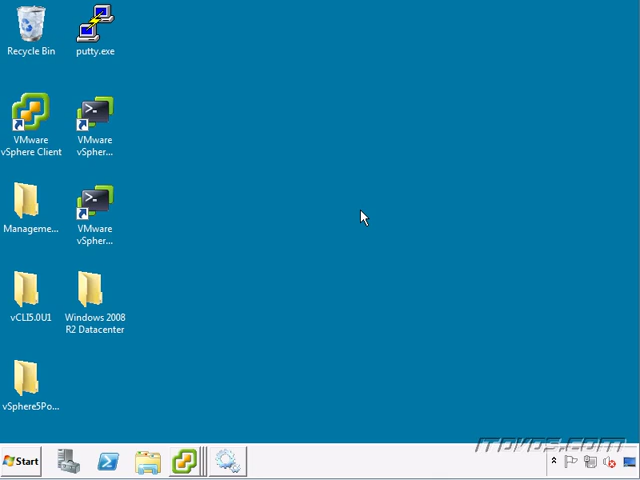 Recycle Bin
putty.exe
VMware
vSphere Client
VMware
vSpher...
Manageme...
VMware
vSpher...
vCLI5.0U1
Windows 2008
R2 Datacenter
vSphere5Po...
Start
ITDVDS.COM